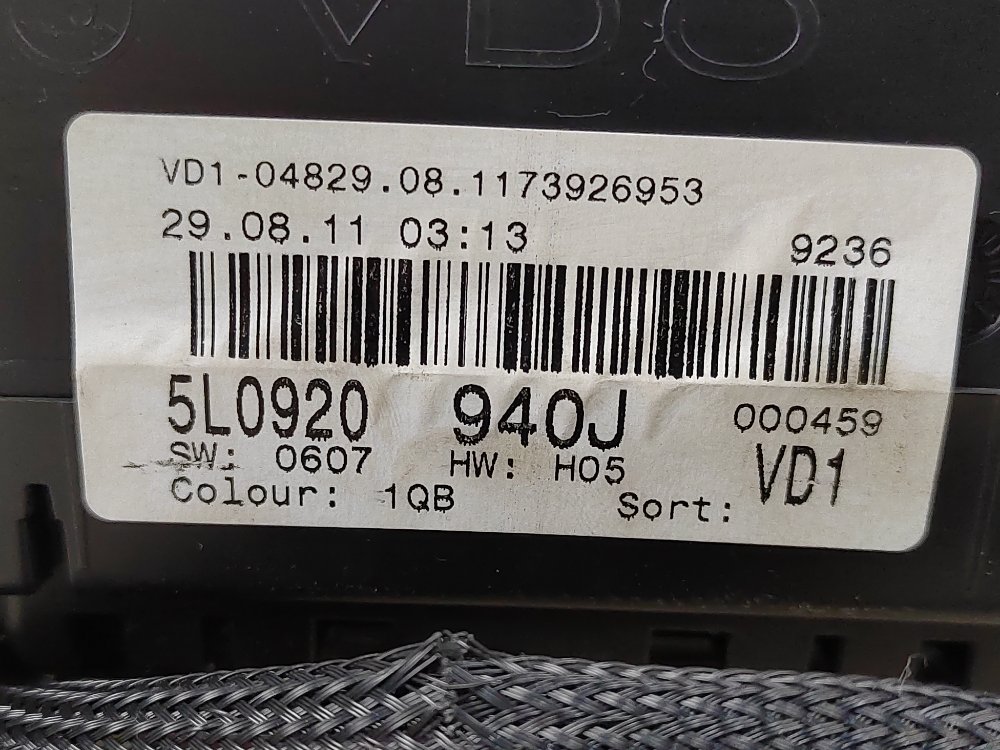 VDO
VD1-04829.08.1173926953
29.08.11 03:13 9236
5L0920 940J 000459
SW: 0607 HW: H05 VD1
Colour: 1QB Sort: